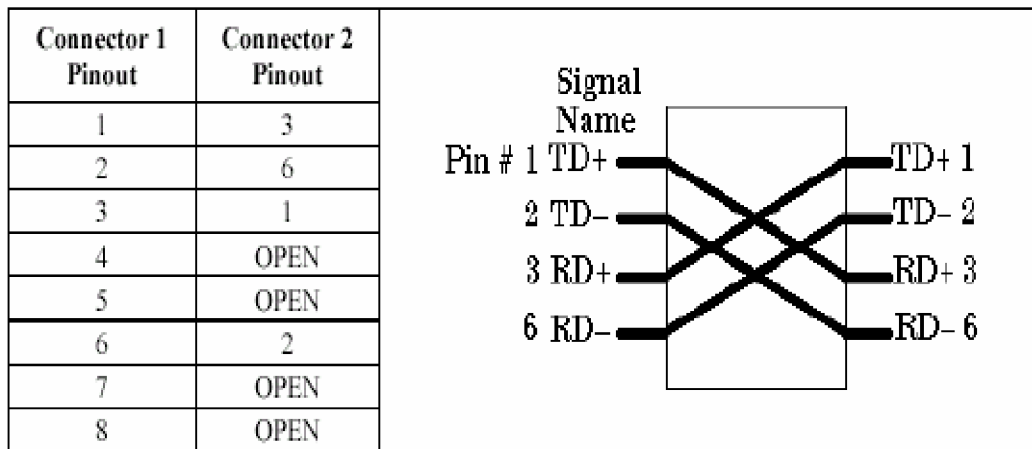 Connector 1 Pinout
Connector 2 Pinout
1 3
2 6
3 1
4 OPEN
5 OPEN
6 2
7 OPEN
8 OPEN
Signal
Name
Pin # 1 TD+ TD+ 1
2 TD– TD– 2
3 RD+ RD+ 3
6 RD– RD– 6